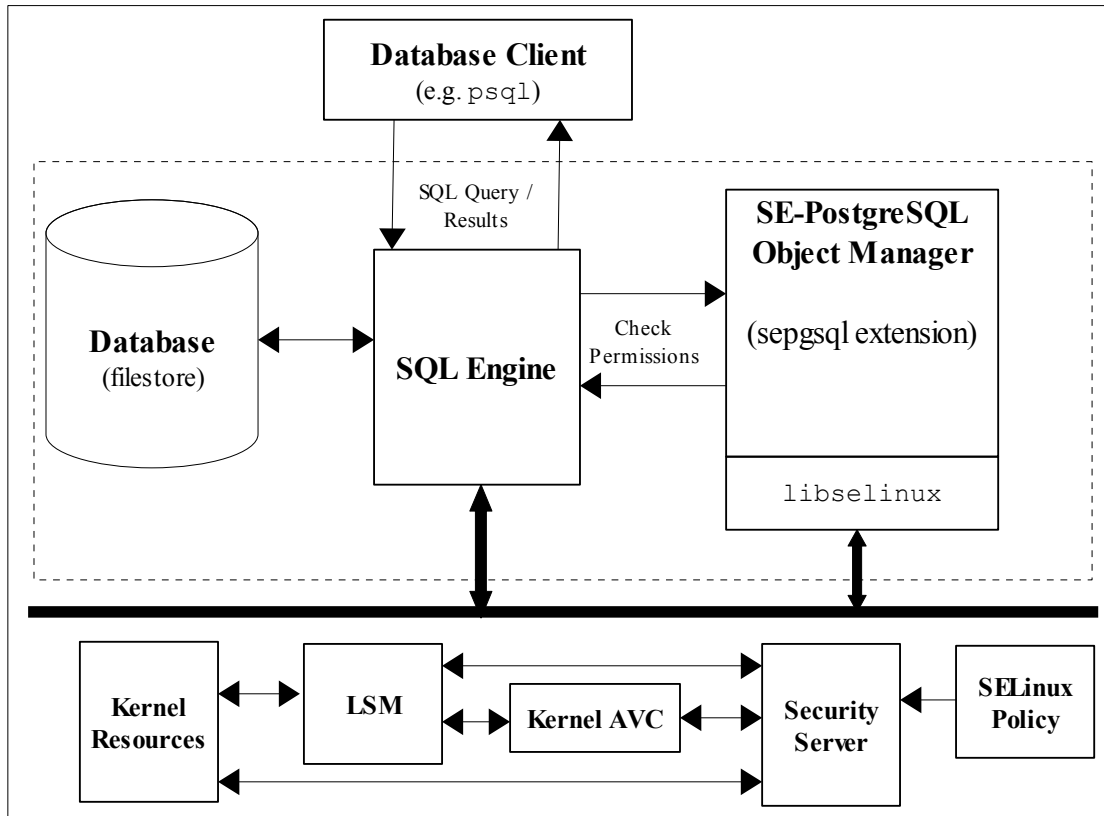 Database Client
(e.g. psql)
SQL Query /
Results
SE-PostgreSQL
Object Manager
(sepgsql extension)
Check
Permissions
Database
(filestore)
SQL Engine
libselinux
Kernel
Resources
LSM
Kernel AVC
Security
Server
SELinux
Policy